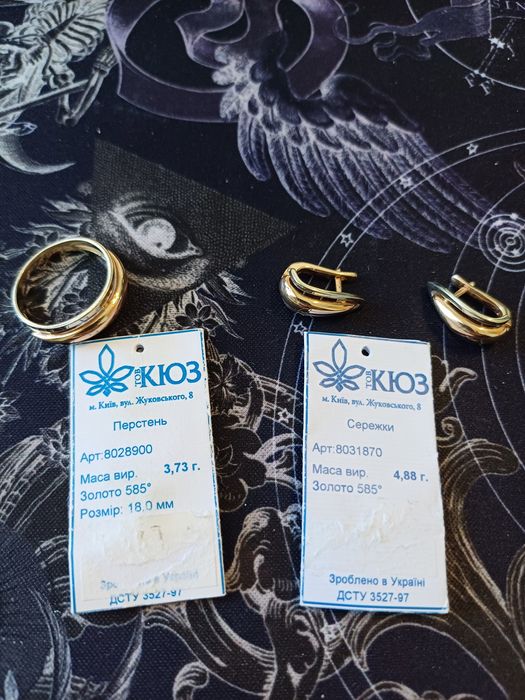 ТОВ КЮЗ
м. Київ, вул. Жуковського, 8
Перстень
Арт:8028900
Маса вир. 3,73 г.
Золото 585°
Розмір: 18,0 мм
Зроблено в Україні
ДСТУ 3527-97
ТОВ КЮЗ
м. Київ, вул. Жуковського, 8
Сережки
Арт:8031870
Маса вир. 4,88 г.
Золото 585°
Зроблено в Україні
ДСТУ 3527-97